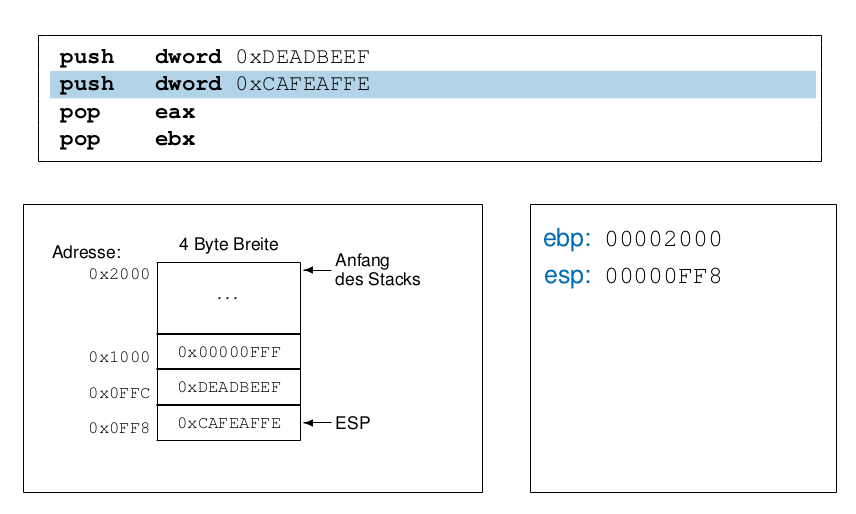 push dword 0xDEADBEEF
push dword 0xCAFEAFFE
pop eax
pop ebx
Adresse:
4 Byte Breite
0x2000
...
Anfang
des Stacks
0x1000
0x00000FFF
0x0FFC
0xDEADBEEF
0x0FF8
0xCAFEAFFE
ESP
ebp: 00002000
esp: 00000FF8